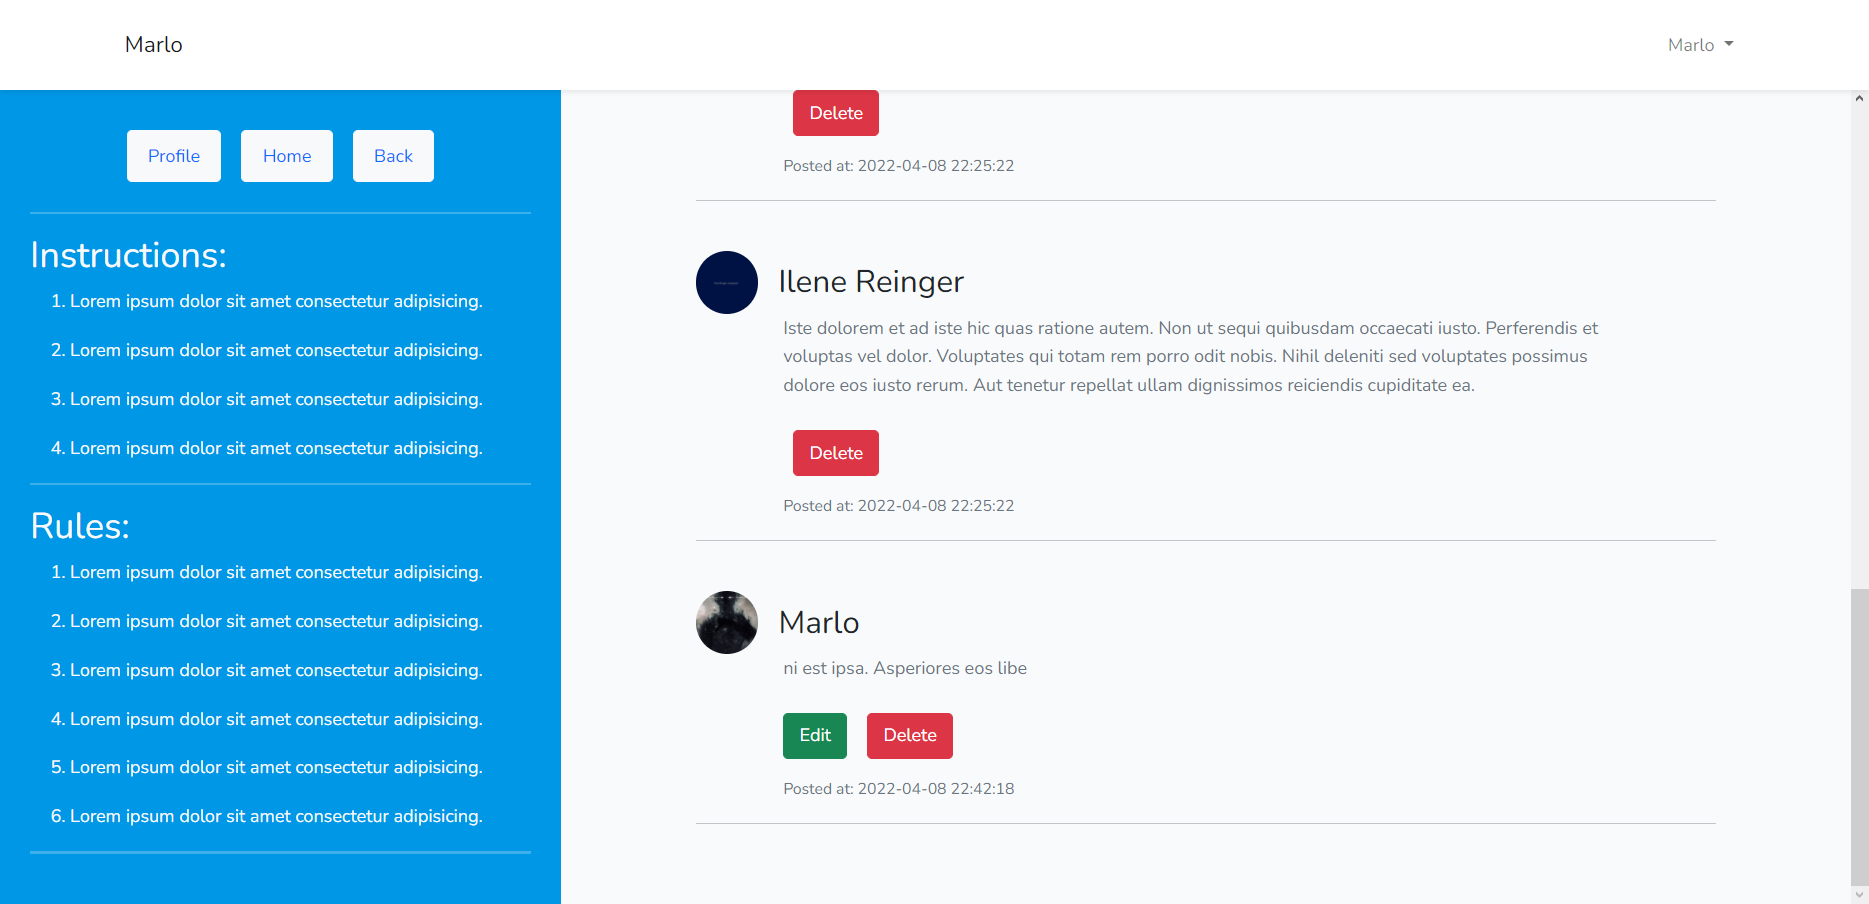 Marlo
Marlo
Profile
Home
Back
Instructions:
1. Lorem ipsum dolor sit amet consectetur adipisicing.
2. Lorem ipsum dolor sit amet consectetur adipisicing.
3. Lorem ipsum dolor sit amet consectetur adipisicing.
4. Lorem ipsum dolor sit amet consectetur adipisicing.
Rules:
1. Lorem ipsum dolor sit amet consectetur adipisicing.
2. Lorem ipsum dolor sit amet consectetur adipisicing.
3. Lorem ipsum dolor sit amet consectetur adipisicing.
4. Lorem ipsum dolor sit amet consectetur adipisicing.
5. Lorem ipsum dolor sit amet consectetur adipisicing.
6. Lorem ipsum dolor sit amet consectetur adipisicing.
Delete
Posted at: 2022-04-08 22:25:22
Ilene Reinger
Iste dolorem et ad iste hic quas ratione autem. Non ut sequi quibusdam occaecati iusto. Perferendis et
voluptas vel dolor. Voluptates qui totam rem porro odit nobis. Nihil deleniti sed voluptates possimus
dolore eos iusto rerum. Aut tenetur repellat ullam dignissimos reiciendis cupiditate ea.
Delete
Posted at: 2022-04-08 22:25:22
Marlo
ni est ipsa. Asperiores eos libe
Edit
Delete
Posted at: 2022-04-08 22:42:18